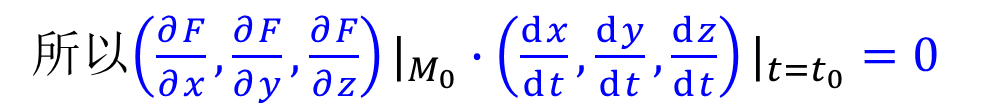 所以(∂F/∂x, ∂F/∂y, ∂F/∂z)|M₀ · (dx/dt, dy/dt, dz/dt)|t=t₀ = 0